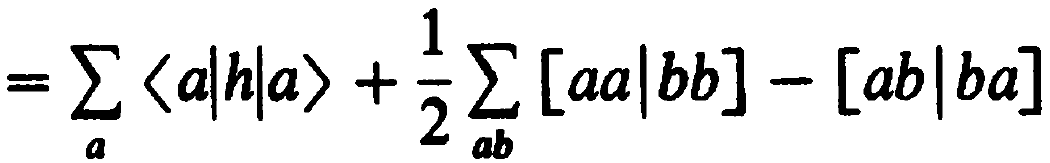 = ∑_a ⟨a|h|a⟩ + 1/2 ∑_ab [aa|bb] − [ab|ba]